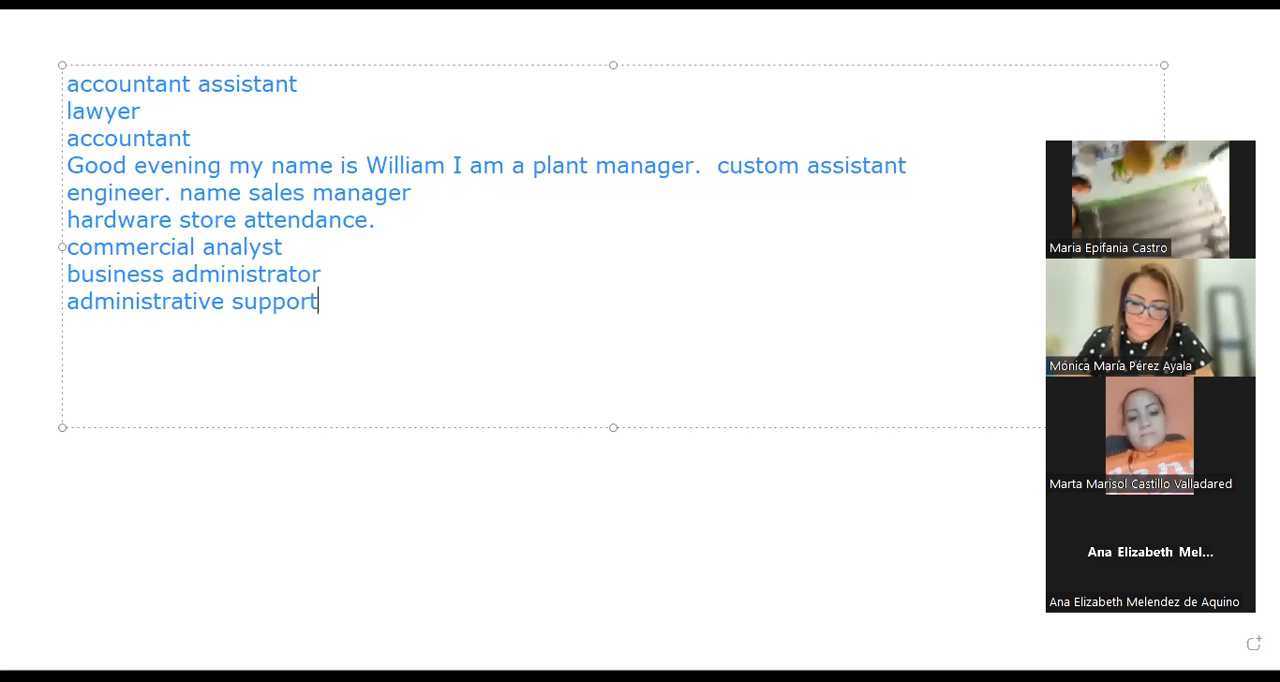 accountant assistant
lawyer
accountant
Good evening my name is William I am a plant manager.  custom assistant
engineer. name sales manager
hardware store attendance.
commercial analyst
business administrator
administrative support
Maria Epifania Castro
Mónica María Pérez Ayala
Marta Marisol Castillo Valladared
Ana Elizabeth Mel...
Ana Elizabeth Melendez de Aquino